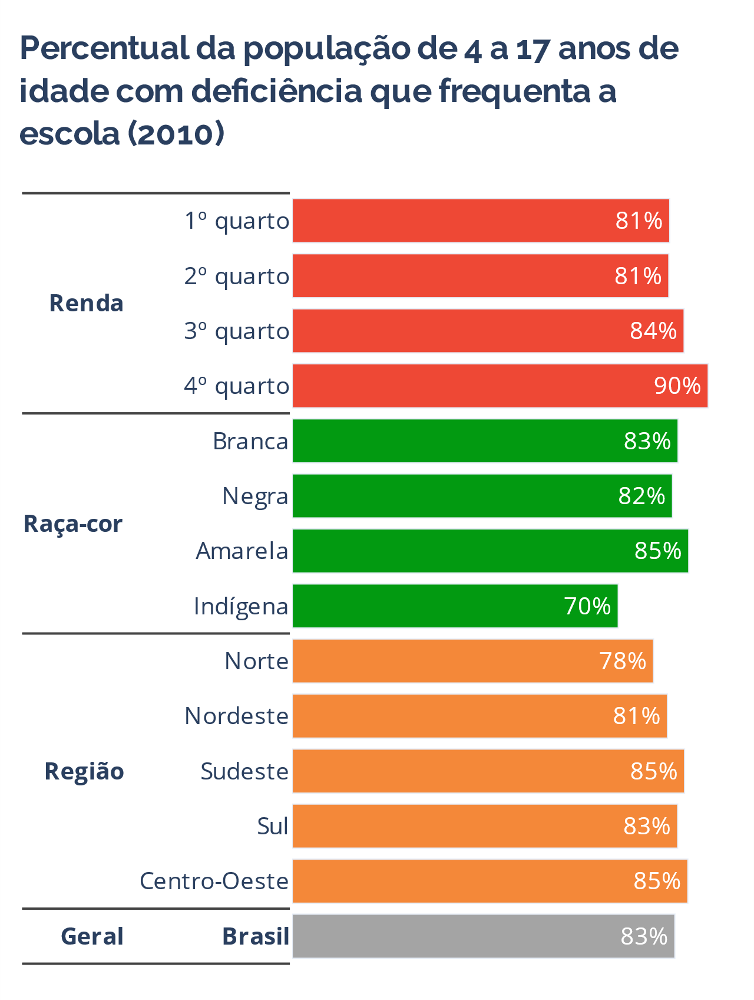 Percentual da população de 4 a 17 anos de
idade com deficiência que frequenta a
escola (2010)
Renda
1º quarto 81%
2º quarto 81%
3º quarto 84%
4º quarto 90%
Raça-cor
Branca 83%
Negra 82%
Amarela 85%
Indígena 70%
Região
Norte 78%
Nordeste 81%
Sudeste 85%
Sul 83%
Centro-Oeste 85%
Geral Brasil 83%